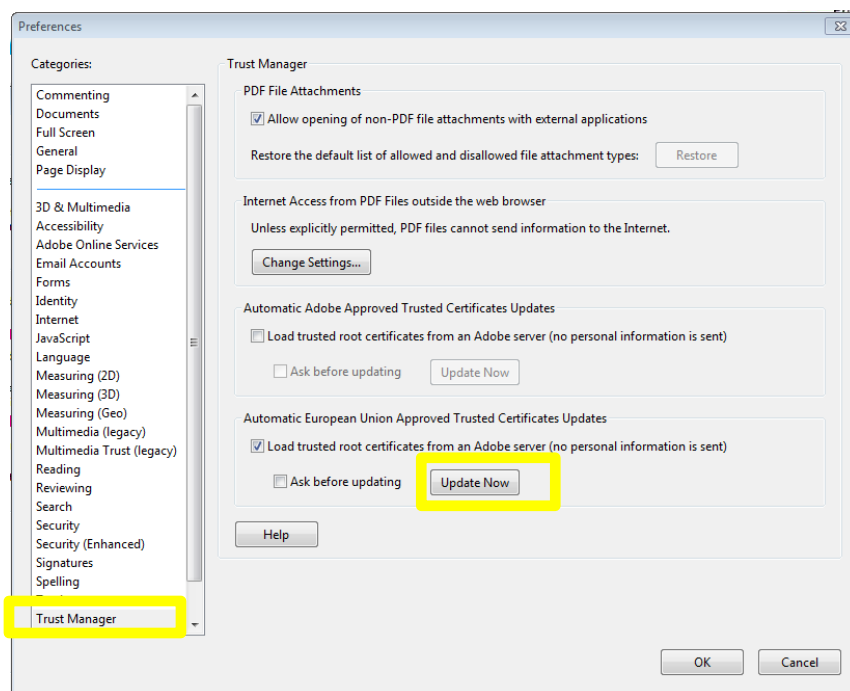 Preferences
Categories:
Commenting
Documents
Full Screen
General
Page Display
3D & Multimedia
Accessibility
Adobe Online Services
Email Accounts
Forms
Identity
Internet
JavaScript
Language
Measuring (2D)
Measuring (3D)
Measuring (Geo)
Multimedia (legacy)
Multimedia Trust (legacy)
Reading
Reviewing
Search
Security
Security (Enhanced)
Signatures
Spelling
Trust Manager
Trust Manager
PDF File Attachments
Allow opening of non-PDF file attachments with external applications
Restore the default list of allowed and disallowed file attachment types: Restore
Internet Access from PDF Files outside the web browser
Unless explicitly permitted, PDF files cannot send information to the Internet.
Change Settings...
Automatic Adobe Approved Trusted Certificates Updates
Load trusted root certificates from an Adobe server (no personal information is sent)
Ask before updating Update Now
Automatic European Union Approved Trusted Certificates Updates
Load trusted root certificates from an Adobe server (no personal information is sent)
Ask before updating Update Now
Help
OK Cancel